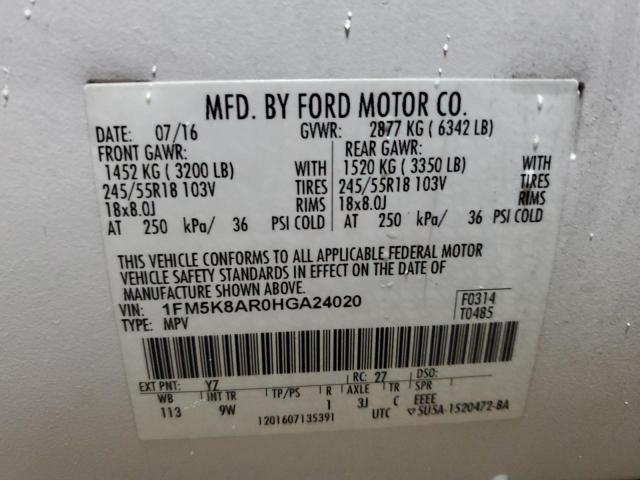 MFD. BY FORD MOTOR CO.
DATE: 07/16 GVWR: 2877 KG ( 6342 LB)
FRONT GAWR: REAR GAWR:
1452 KG ( 3200 LB) WITH 1520 KG ( 3350 LB) WITH
245/55R18 103V TIRES 245/55R18 103V TIRES
18x8.0J RIMS 18x8.0J RIMS
AT 250 kPa/ 36 PSI COLD AT 250 kPa/ 36 PSI COLD
THIS VEHICLE CONFORMS TO ALL APPLICABLE FEDERAL MOTOR
VEHICLE SAFETY STANDARDS IN EFFECT ON THE DATE OF
MANUFACTURE SHOWN ABOVE.
VIN: 1FM5K8AR0HGA24020 F0314
TYPE: MPV T0485
EXT PNT: YZ RC: 27 DSO:
WB INT TR TP/PS R AXLE TR SPR
113 9W 1 3J C EEEE
1201607135391 UTC ▽5U5A-1520472-BA